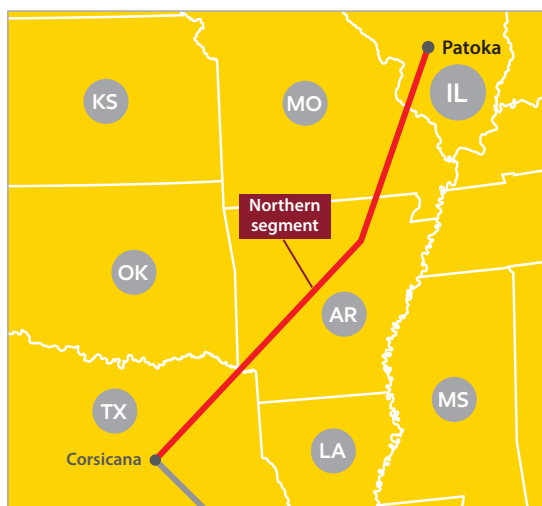 Patoka
IL
KS
MO
Northern
segment
OK
AR
TX
MS
LA
Corsicana